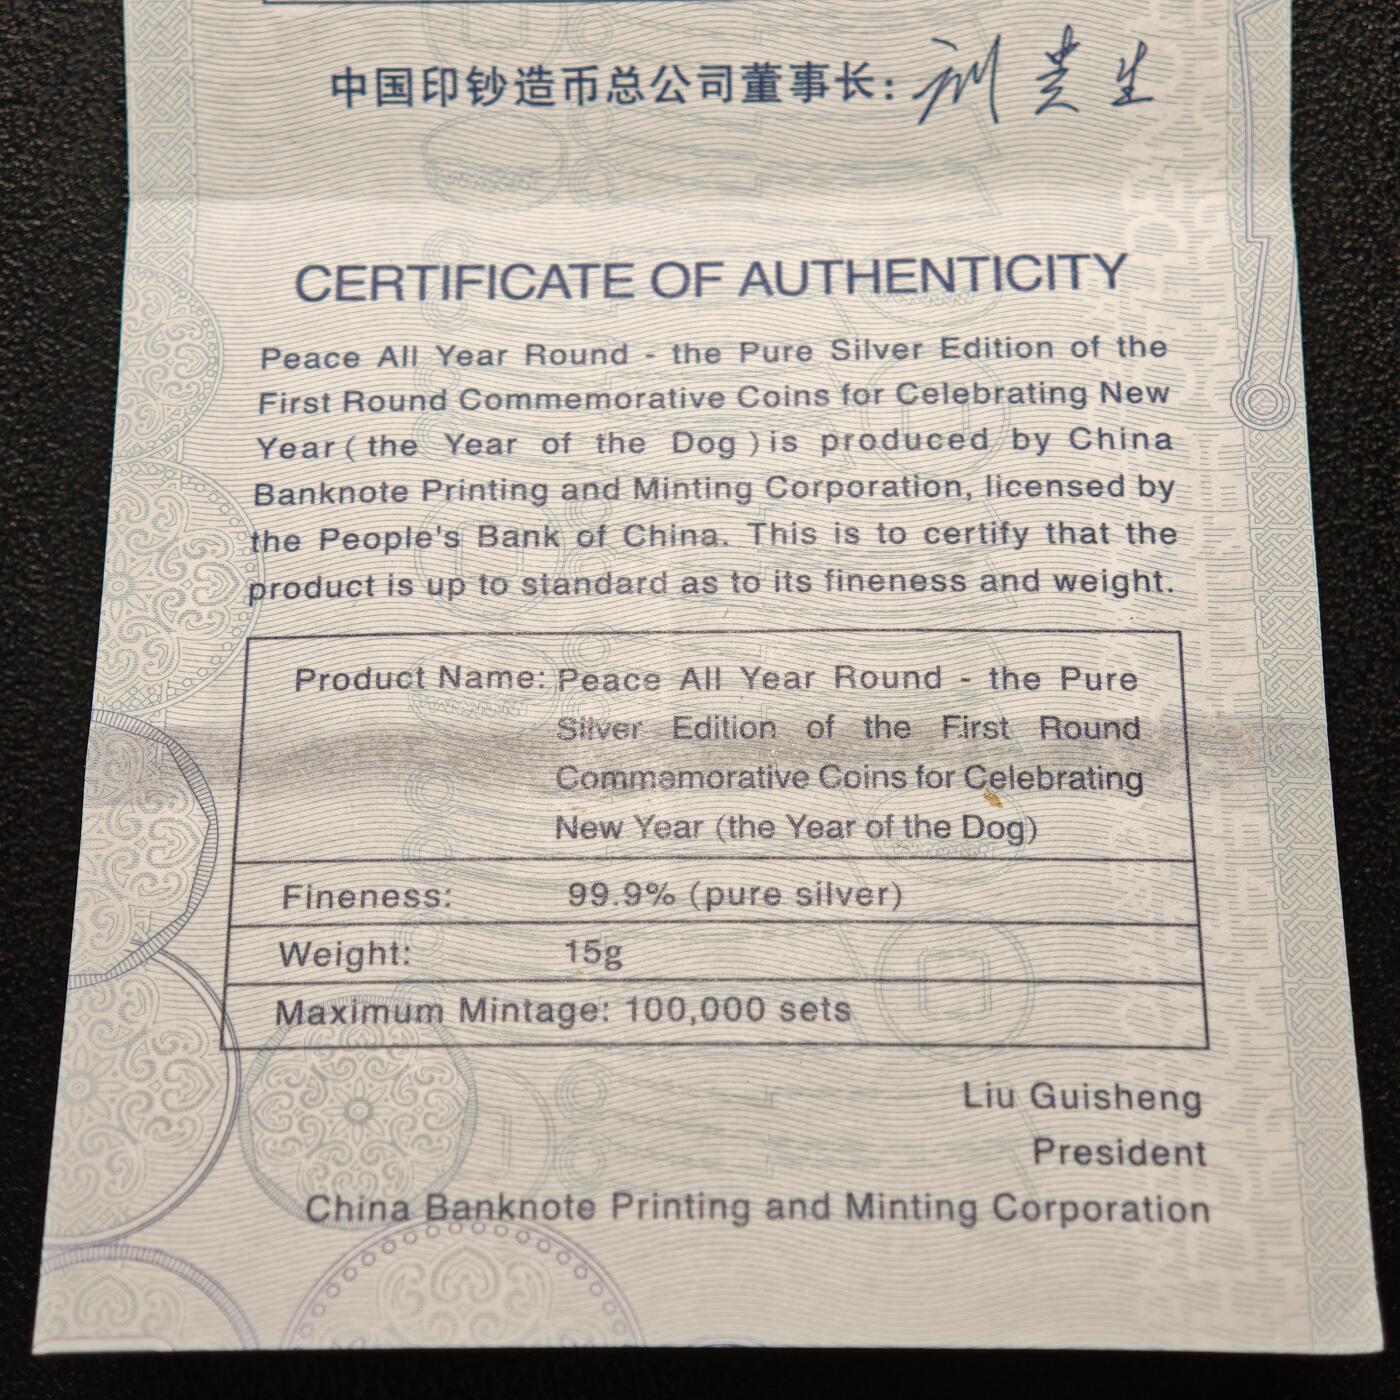 中国印钞造币总公司董事长：刘贵生
CERTIFICATE OF AUTHENTICITY
Peace All Year Round - the Pure Silver Edition of the
First Round Commemorative Coins for Celebrating New
Year ( the Year of the Dog ) is produced by China
Banknote Printing and Minting Corporation, licensed by
the People's Bank of China. This is to certify that the
product is up to standard as to its fineness and weight.
Product Name: Peace All Year Round - the Pure
Silver Edition of the First Round
Commemorative Coins for Celebrating
New Year (the Year of the Dog)
Fineness: 99.9% (pure silver)
Weight: 15g
Maximum Mintage: 100,000 sets
Liu Guisheng
President
China Banknote Printing and Minting Corporation